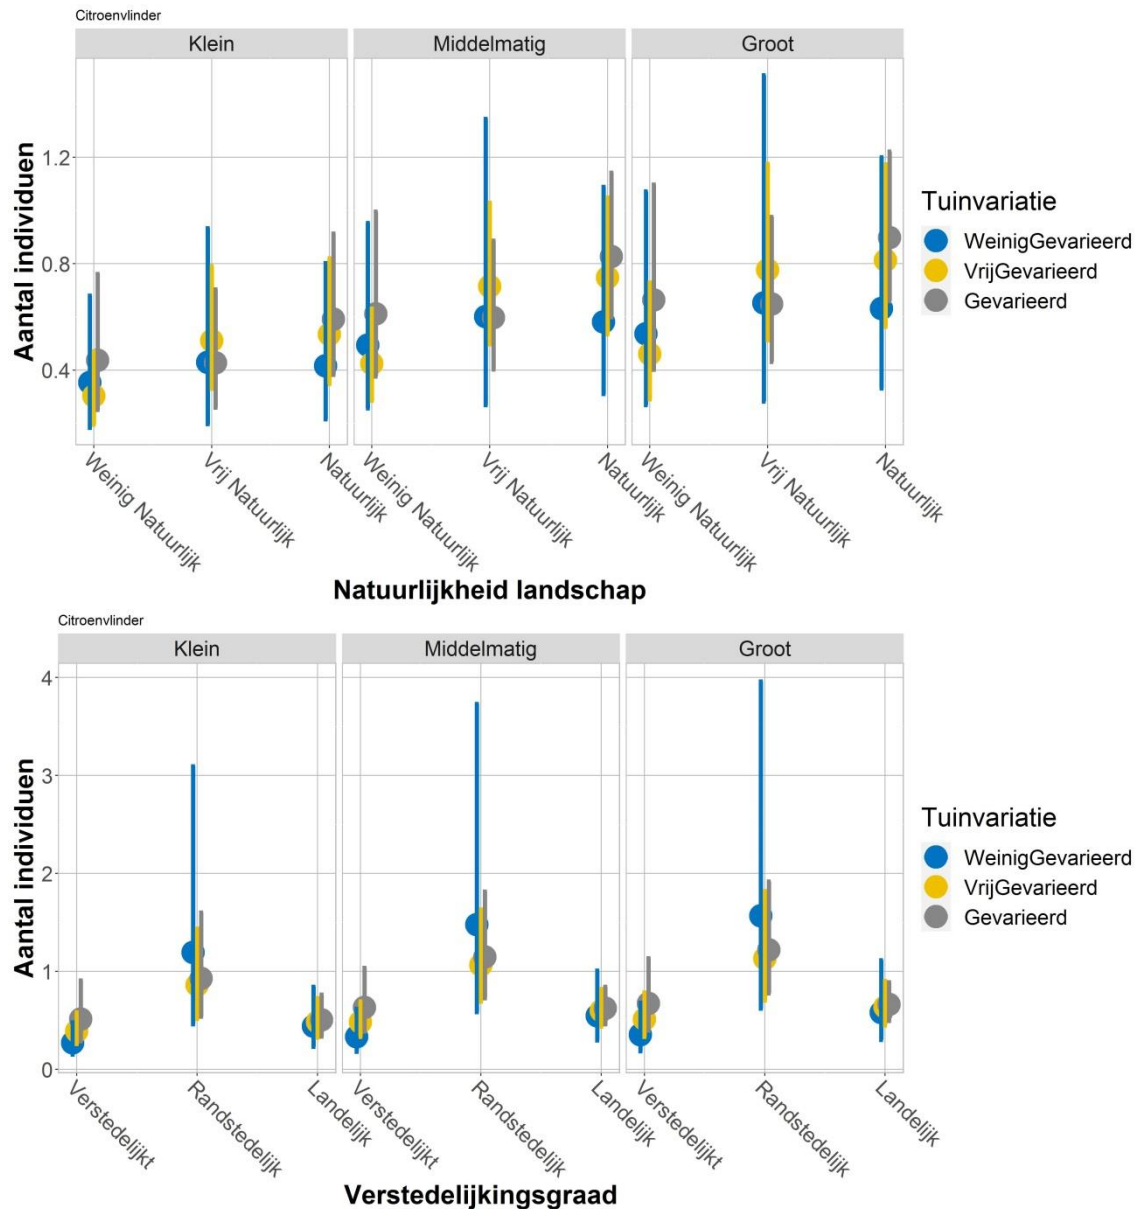 Citroenvlinder
Klein Middelmatig Groot
Aantal individuen
1.2
0.8
0.4
Weinig Natuurlijk Vrij Natuurlijk Natuurlijk Weinig Natuurlijk Vrij Natuurlijk Natuurlijk Weinig Natuurlijk Vrij Natuurlijk Natuurlijk
Natuurlijkheid landschap
Tuinvariatie
WeinigGevarieerd
VrijGevarieerd
Gevarieerd
Citroenvlinder
Klein Middelmatig Groot
Aantal individuen
4
3
2
1
0
Verstedelijkt Randstedelijk Landelijk Verstedelijkt Randstedelijk Landelijk Verstedelijkt Randstedelijk Landelijk
Verstedelijkingsgraad
Tuinvariatie
WeinigGevarieerd
VrijGevarieerd
Gevarieerd